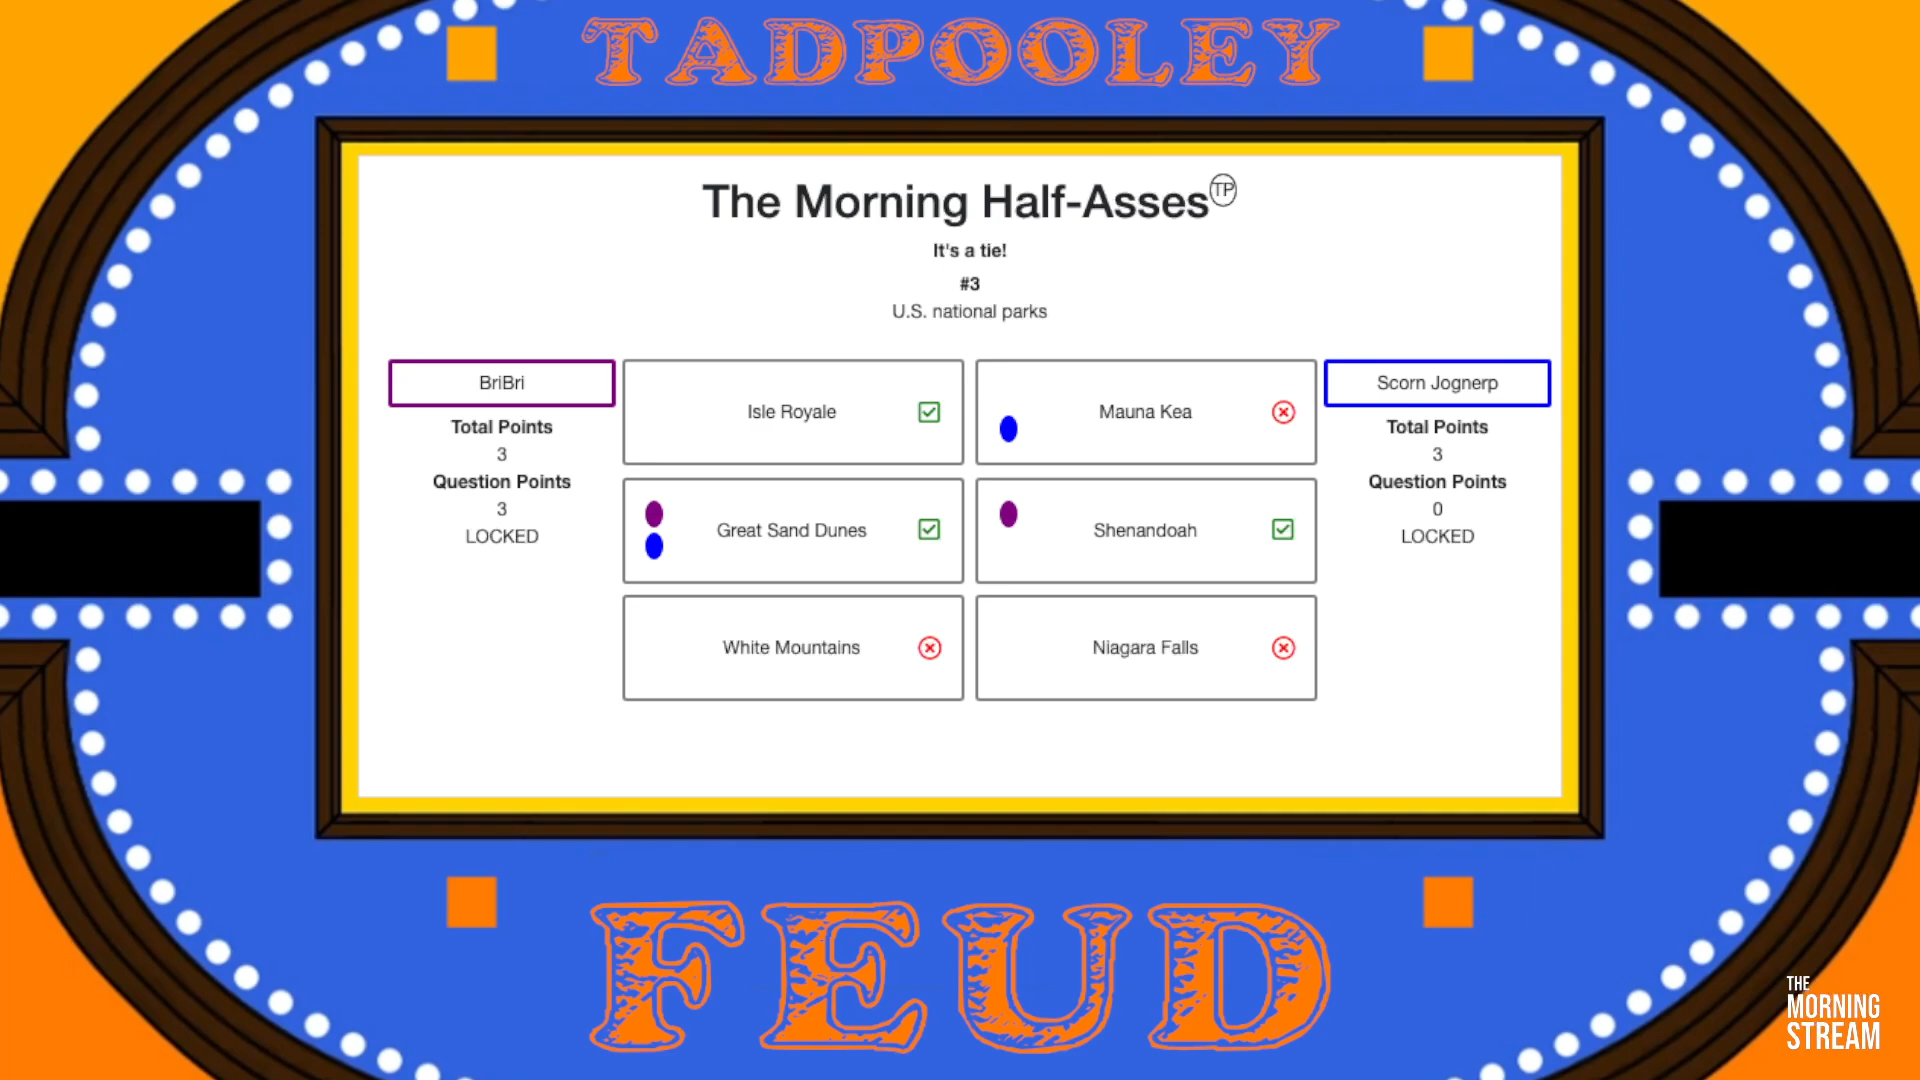 TADPOOLEY
The Morning Half-Asses TP
It's a tie!
#3
U.S. national parks
BriBri
Total Points
3
Question Points
3
LOCKED
Isle Royale
Mauna Kea
Great Sand Dunes
Shenandoah
White Mountains
Niagara Falls
Scorn Jognerp
Total Points
3
Question Points
0
LOCKED
FEUD
THE
MORNING
STREAM